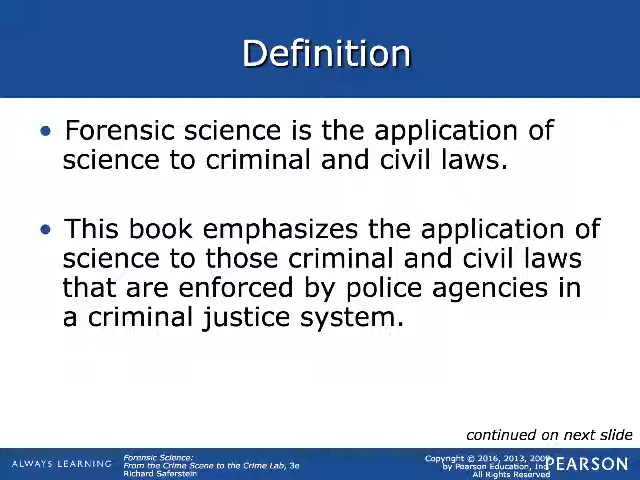 Definition
• Forensic science is the application of
science to criminal and civil laws.
• This book emphasizes the application of
science to those criminal and civil laws
that are enforced by police agencies in
a criminal justice system.
continued on next slide
ALWAYS LEARNING
Forensic Science:
From the Crime Scene to the Crime Lab, 3e
Richard Saferstein
Copyright © 2016, 2013, 2009
by Pearson Education, Inc
All Rights Reserved
PEARSON